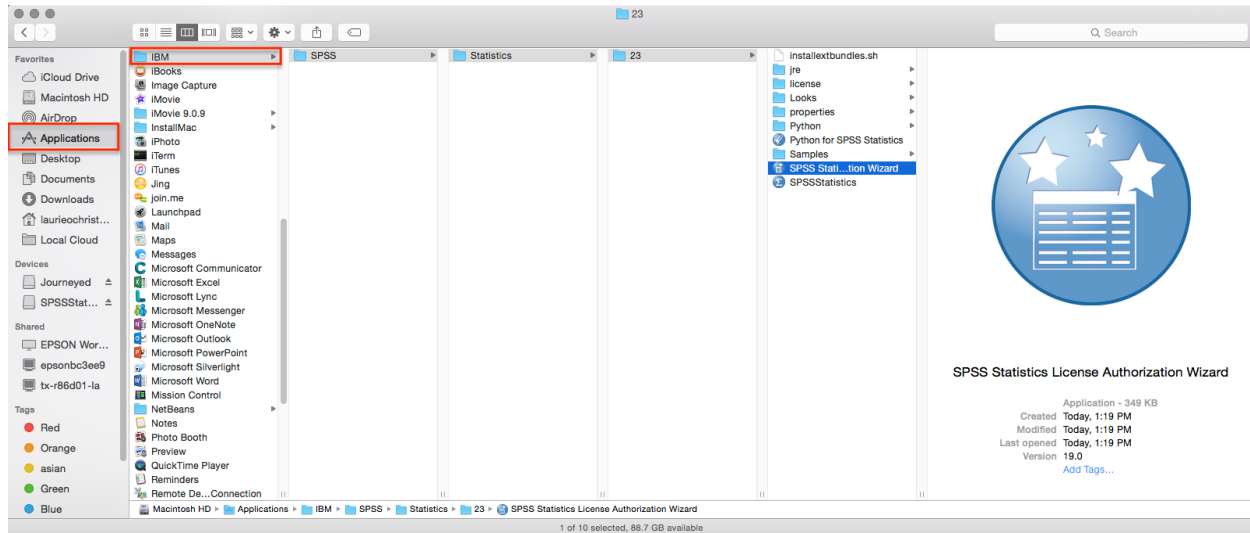 23
Search
Favorites
iCloud Drive
Macintosh HD
AirDrop
Applications
Desktop
Documents
Downloads
laurieochrist...
Local Cloud
Devices
Journeyed
SPSSStat...
Shared
EPSON Wor...
epsonbc3ee9
tx-r86d01-la
Tags
Red
Orange
asian
Green
Blue
IBM
iBooks
Image Capture
iMovie
iMovie 9.0.9
InstallMac
iPhoto
iTerm
iTunes
Jing
join.me
Launchpad
Mail
Maps
Messages
Microsoft Communicator
Microsoft Excel
Microsoft Lync
Microsoft Messenger
Microsoft OneNote
Microsoft Outlook
Microsoft PowerPoint
Microsoft Silverlight
Microsoft Word
Mission Control
NetBeans
Notes
Photo Booth
Preview
QuickTime Player
Reminders
Remote De...Connection
SPSS
Statistics
23
installextbundles.sh
jre
license
Looks
properties
Python
Python for SPSS Statistics
Samples
SPSS Stati...tion Wizard
SPSSStatistics
SPSS Statistics License Authorization Wizard
Application - 349 KB
Created Today, 1:19 PM
Modified Today, 1:19 PM
Last opened Today, 1:19 PM
Version 19.0
Add Tags...
Macintosh HD ▸ Applications ▸ IBM ▸ SPSS ▸ Statistics ▸ 23 ▸ SPSS Statistics License Authorization Wizard
1 of 10 selected, 88.7 GB available